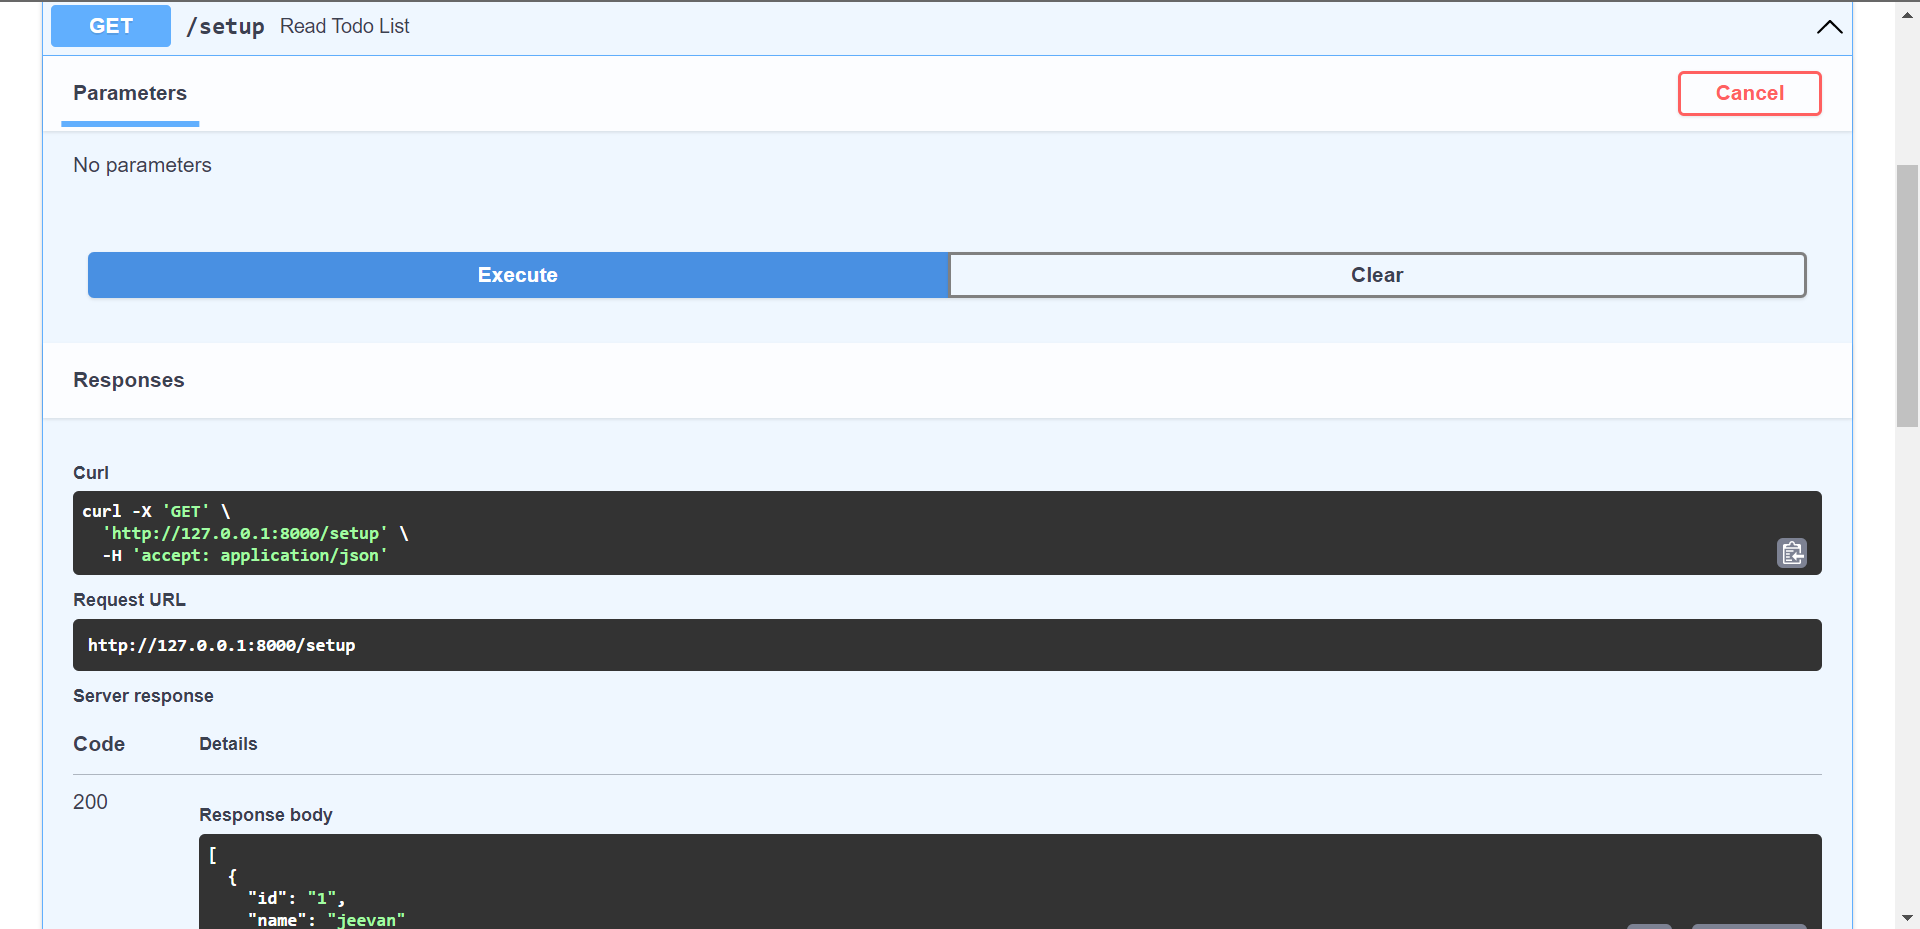 GET /setup Read Todo List
Parameters
Cancel
No parameters
Execute
Clear
Responses
Curl
curl -X 'GET' \
  'http://127.0.0.1:8000/setup' \
  -H 'accept: application/json'
Request URL
http://127.0.0.1:8000/setup
Server response
Code Details
200
Response body
[
  {
    "id": "1",
    "name": "jeevan"